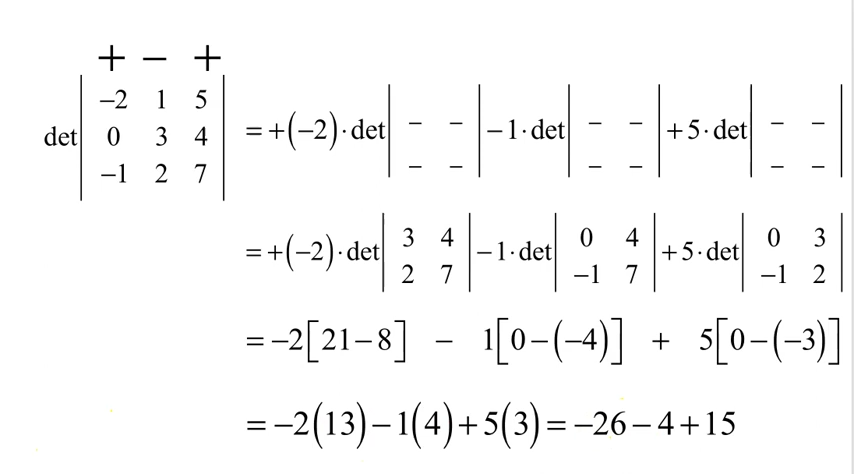 + − +
det| −2 1 5 | = +(−2)·det| _ _ | −1·det| _ _ | +5·det| _ _ |
| 0 3 4 | | _ _ | | _ _ | | _ _ |
| −1 2 7 |
= +(−2)·det| 3 4 | −1·det| 0 4 | +5·det| 0 3 |
| 2 7 | | −1 7 | | −1 2 |
= −2[21−8] − 1[0−(−4)] + 5[0−(−3)]
= −2(13)−1(4)+5(3) = −26−4+15